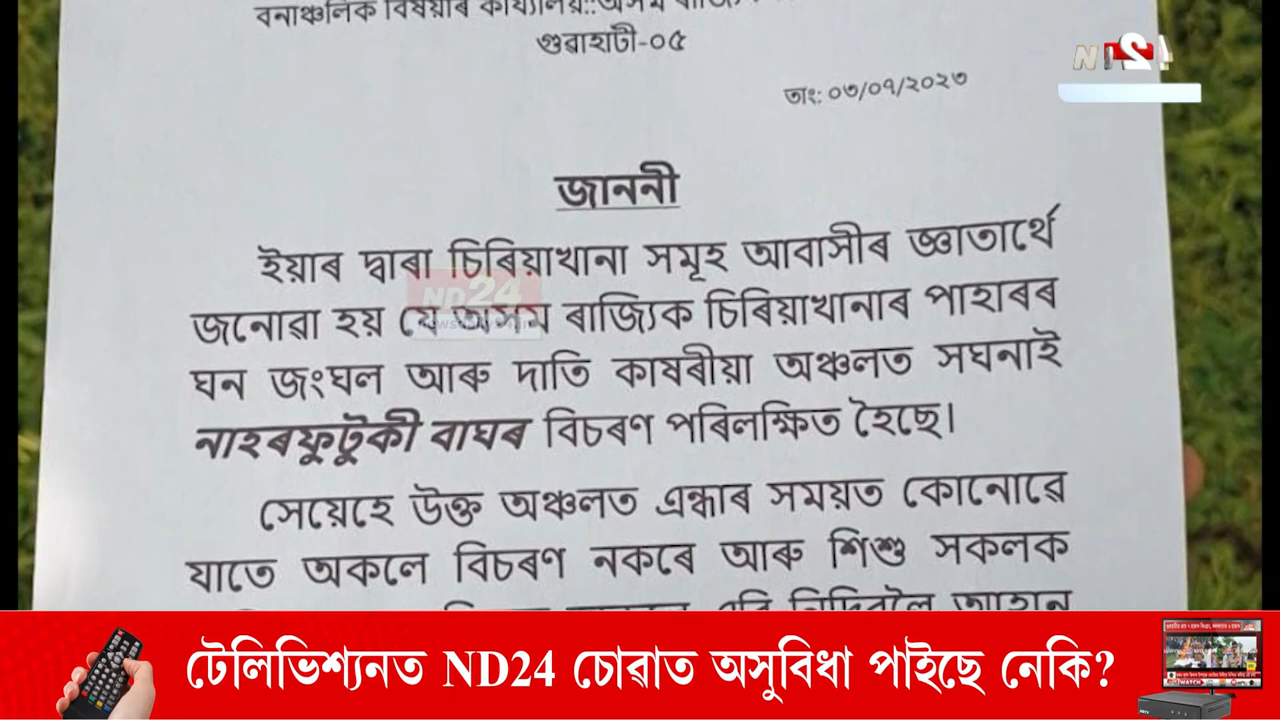 বনাঞ্চলিক বিষয়াৰ কাৰ্য্যালয়::অসম
গুৱাহাটী-০৫
তাং: ০৩/০৭/২০২৩
জাননী
ইয়াৰ দ্বাৰা চিৰিয়াখানা সমূহ আবাসীৰ জ্ঞাতাৰ্থে
জনোৱা হয় যে অসম ৰাজ্যিক চিৰিয়াখানাৰ পাহাৰৰ
ঘন জংঘল আৰু দাতি কাষৰীয়া অঞ্চলত সঘনাই
নাহৰফুটুকী বাঘৰ বিচৰণ পৰিলক্ষিত হৈছে।
সেয়েহে উক্ত অঞ্চলত এন্ধাৰ সময়ত কোনোৱে
যাতে অকলে বিচৰণ নকৰে আৰু শিশু সকলক
ND24
টেলিভিশ্যনত ND24 চোৱাত অসুবিধা পাইছে নেকি?